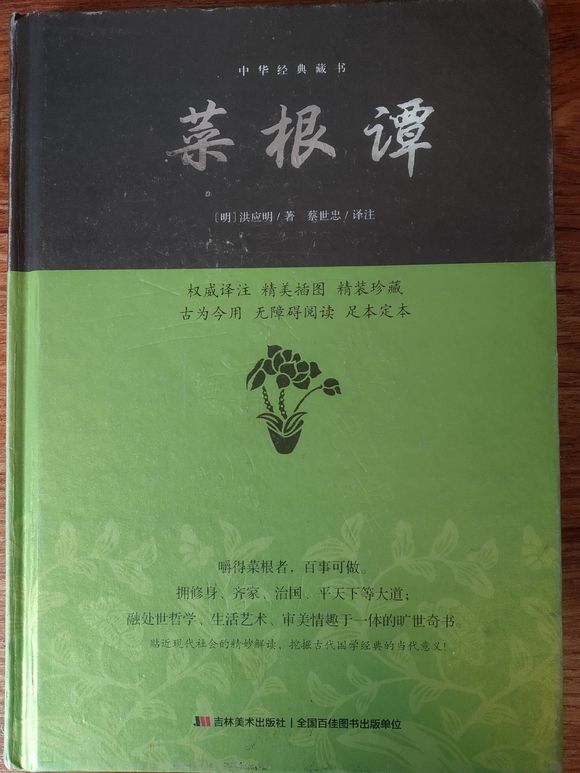 中华经典藏书
菜根谭
[明]洪应明/著 蔡世忠/译注
权威译注 精美插图 精装珍藏
古为今用 无障碍阅读 足本定本
嚼得菜根者，百事可做。
拥修身、齐家、治国、平天下等大道；
融处世哲学、生活艺术、审美情趣于一体的旷世奇书。
贴近现代社会的精妙解读，挖掘古代国学经典的当代意义！
JM 吉林美术出版社 | 全国百佳图书出版单位